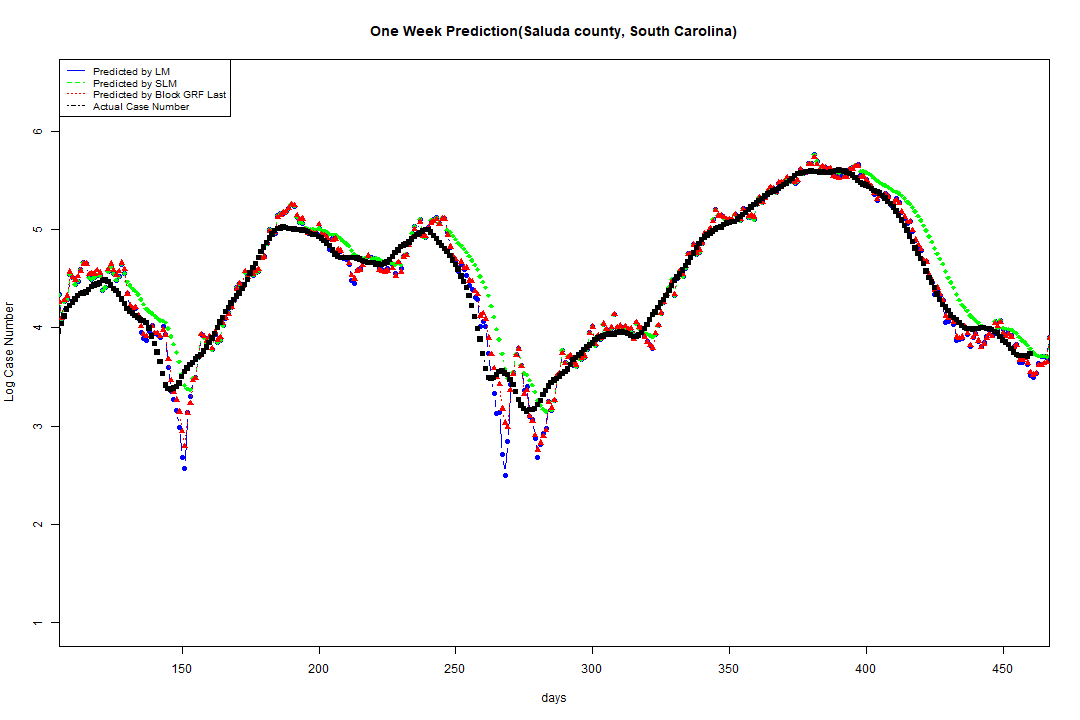 One Week Prediction(Saluda county, South Carolina)
Predicted by LM
Predicted by SLM
Predicted by Block GRF Last
Actual Case Number
6
5
4
3
2
1
Log Case Number
150 200 250 300 350 400 450
days